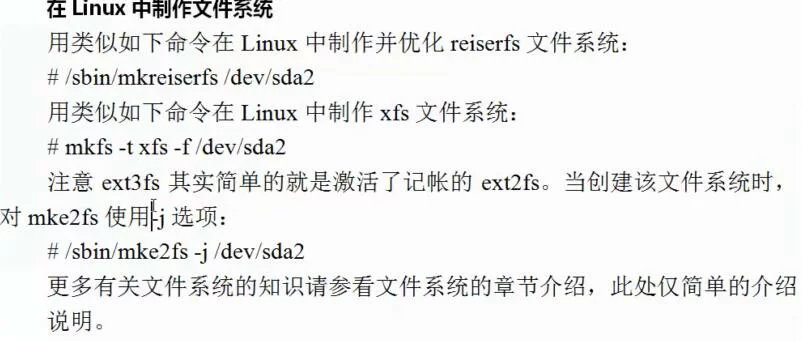 在 Linux 中制作文件系统
用类似如下命令在 Linux 中制作并优化 reiserfs 文件系统：
# /sbin/mkreiserfs /dev/sda2
用类似如下命令在 Linux 中制作 xfs 文件系统：
# mkfs -t xfs -f /dev/sda2
注意 ext3fs 其实简单的就是激活了记帐的 ext2fs。当创建该文件系统时，
对 mke2fs 使用-j 选项：
# /sbin/mke2fs -j /dev/sda2
更多有关文件系统的知识请参看文件系统的章节介绍，此处仅简单的介绍
说明。